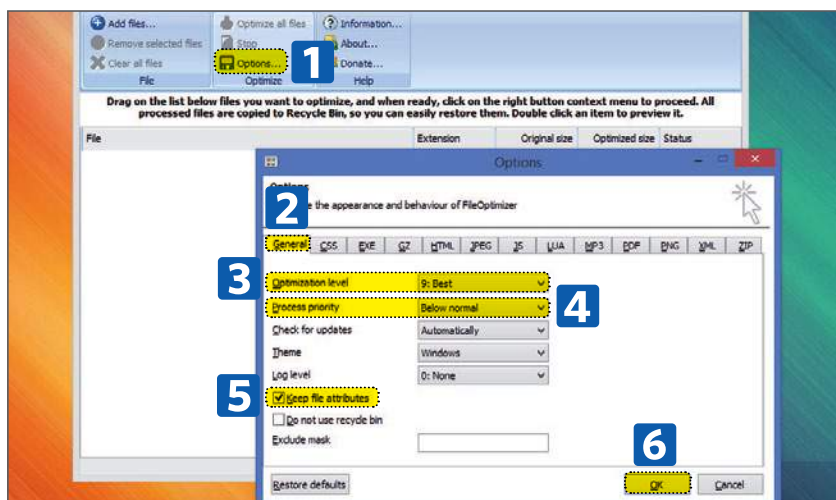 Add files...
Optimize all files
Information...
Remove selected files
Stop
About...
Clear all files
Options...
Donate...
File
Optimize
Help
1
Drag on the list below files you want to optimize, and when ready, click on the right button context menu to proceed. All
processed files are copied to Recycle Bin, so you can easily restore them. Double click an item to preview it.
File Extension Original size Optimized size Status
Options
2
the appearance and behaviour of FileOptimizer
General CSS EXE GZ HTML JPEG JS LUA MP3 PDF PNG XML ZIP
3
Optimization level 9: Best
Process priority Below normal
4
Check for updates Automatically
Theme Windows
Log level 0: None
5
Keep file attributes
Do not use recycle bin
Exclude mask
6
Restore defaults OK Cancel